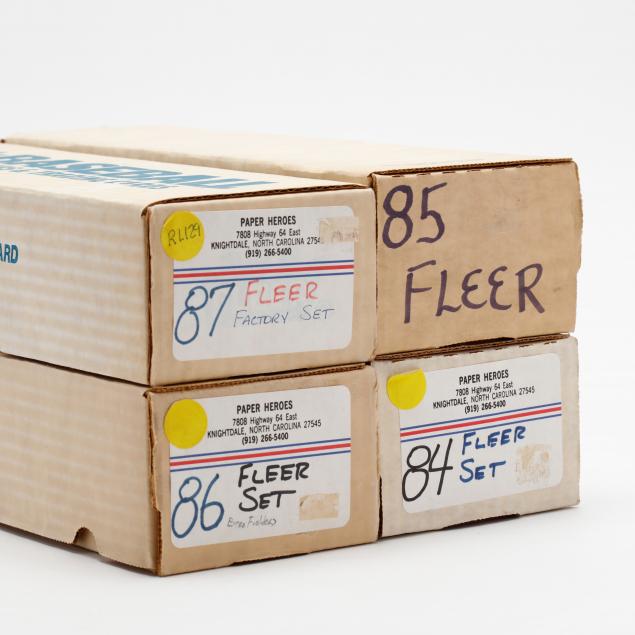 BASEBALL
ARD
RL129
PAPER HEROES
7808 Highway 64 East
KNIGHTDALE, NORTH CAROLINA 2754
(919) 266-5400
87 FLEER
FACTORY SET
85
FLEER
PAPER HEROES
7808 Highway 64 East
KNIGHTDALE, NORTH CAROLINA 27545
(919) 266-5400
86 FLEER
SET
PAPER HEROES
7808 Highway 64 East
KNIGHTDALE, NORTH CAROLINA 27545
(919) 266-5400
84 FLEER
SET